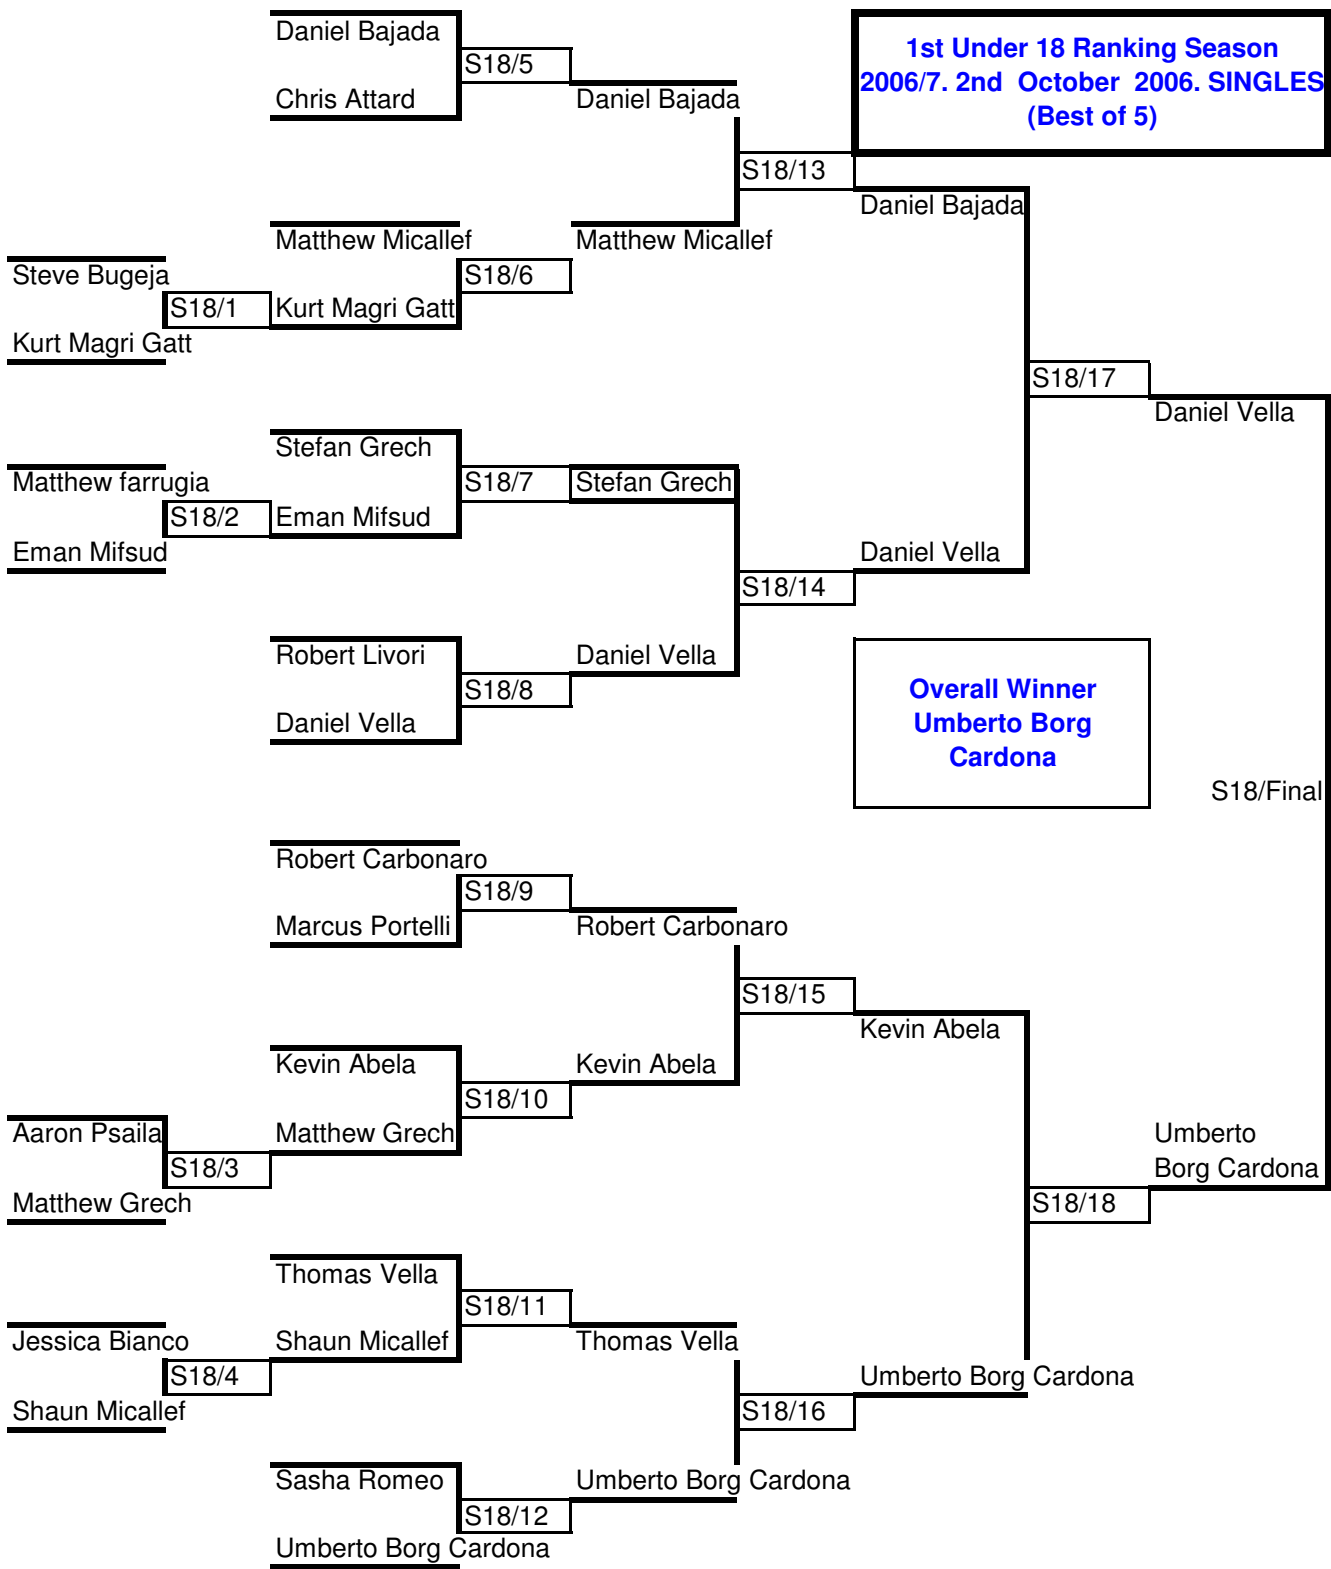 Daniel Bajada
S18/5
Chris Attard
Daniel Bajada
1st Under 18 Ranking Season
2006/7. 2nd  October  2006. SINGLES
(Best of 5)
S18/13
Daniel Bajada
Matthew Micallef
Matthew Micallef
Steve Bugeja
S18/6
S18/1
Kurt Magri Gatt
Kurt Magri Gatt
S18/17
Daniel Vella
Stefan Grech
Matthew farrugia
S18/7
Stefan Grech
S18/2
Eman Mifsud
Eman Mifsud
Daniel Vella
S18/14
Robert Livori
Daniel Vella
S18/8
Daniel Vella
Overall Winner
Umberto Borg
Cardona
S18/Final
Robert Carbonaro
S18/9
Marcus Portelli
Robert Carbonaro
S18/15
Kevin Abela
Kevin Abela
Kevin Abela
S18/10
Aaron Psaila
Matthew Grech
S18/3
Matthew Grech
Umberto
Borg Cardona
S18/18
Thomas Vella
S18/11
Jessica Bianco
Shaun Micallef
Thomas Vella
S18/4
Shaun Micallef
Umberto Borg Cardona
S18/16
Sasha Romeo
Umberto Borg Cardona
S18/12
Umberto Borg Cardona